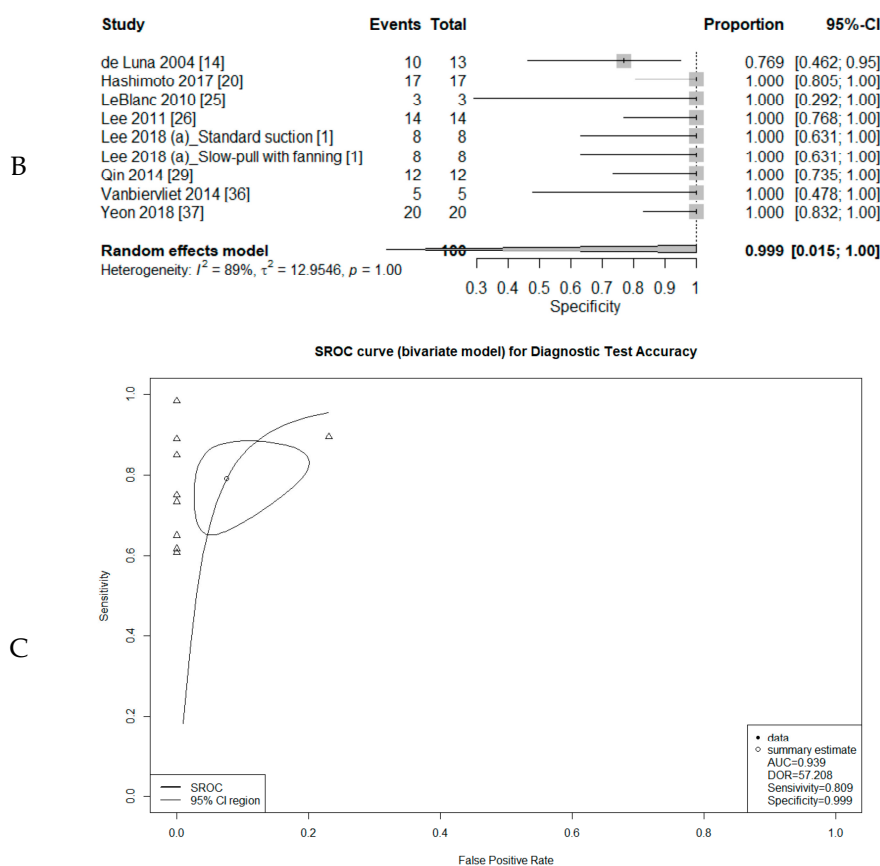 B
Study Events Total Proportion 95%-CI
de Luna 2004 [14] 10 13 0.769 [0.462; 0.95]
Hashimoto 2017 [20] 17 17 1.000 [0.805; 1.00]
LeBlanc 2010 [25] 3 3 1.000 [0.292; 1.00]
Lee 2011 [26] 14 14 1.000 [0.768; 1.00]
Lee 2018 (a)_Standard suction [1] 8 8 1.000 [0.631; 1.00]
Lee 2018 (a)_Slow-pull with fanning [1] 8 8 1.000 [0.631; 1.00]
Qin 2014 [29] 12 12 1.000 [0.735; 1.00]
Vanbiervliet 2014 [36] 5 5 1.000 [0.478; 1.00]
Yeon 2018 [37] 20 20 1.000 [0.832; 1.00]
Random effects model 100 0.999 [0.015; 1.00]
Heterogeneity: I² = 89%, τ² = 12.9546, p = 1.00
0.3 0.4 0.5 0.6 0.7 0.8 0.9 1
Specificity
C
SROC curve (bivariate model) for Diagnostic Test Accuracy
1.0
0.8
0.6
0.4
0.2
0.0
Sensitivity
SROC
95% CI region
data
summary estimate
AUC=0.939
DOR=57.208
Sensivivity=0.809
Specificity=0.999
0.0 0.2 0.4 0.6 0.8 1.0
False Positive Rate